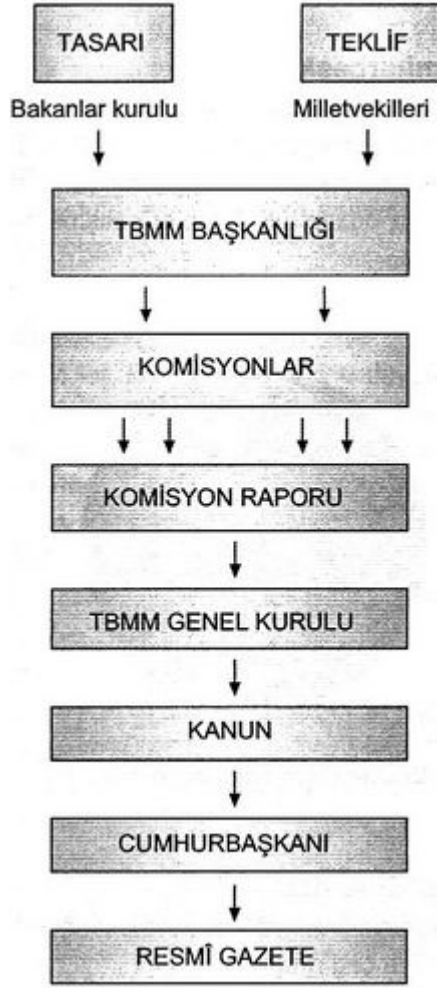 TASARI
TEKLİF
Bakanlar kurulu
Milletvekilleri
TBMM BAŞKANLIĞI
KOMİSYONLAR
KOMİSYON RAPORU
TBMM GENEL KURULU
KANUN
CUMHURBAŞKANI
RESMÎ GAZETE